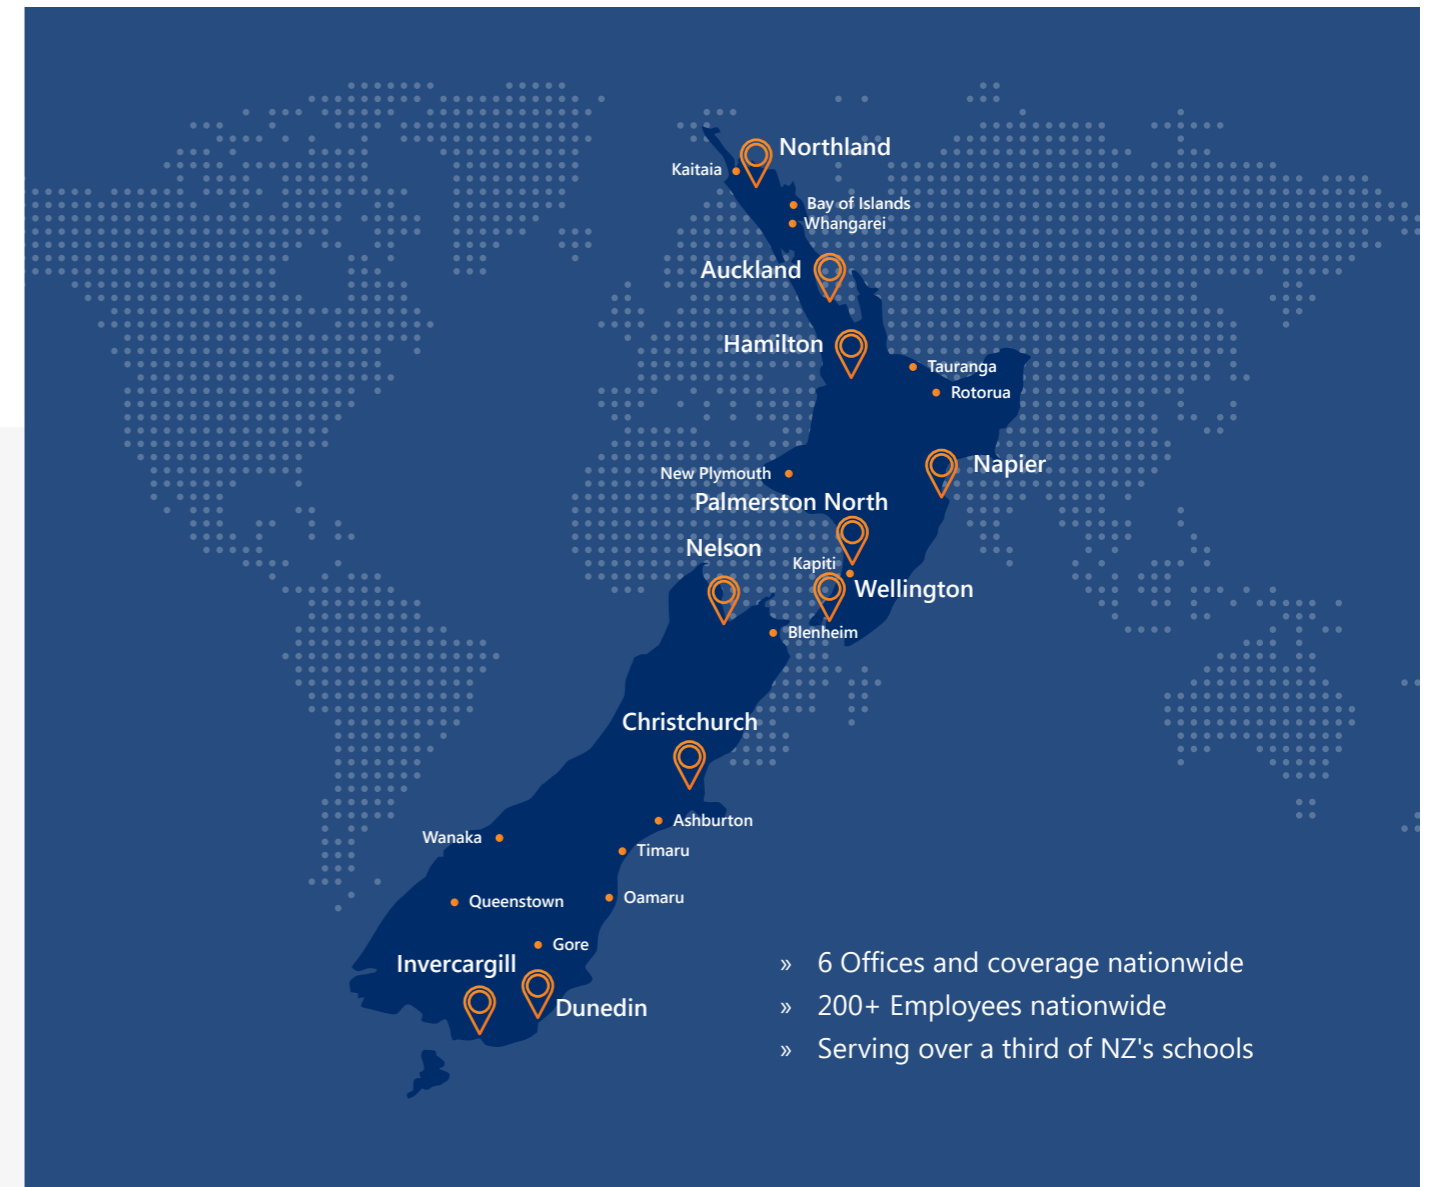 Northland
Kaitaia
Bay of Islands
Whangarei
Auckland
Hamilton
Tauranga
Rotorua
Napier
New Plymouth
Palmerston North
Nelson
Kapiti
Wellington
Blenheim
Christchurch
Ashburton
Wanaka
Timaru
Queenstown
Oamaru
Gore
Invercargill
Dunedin
» 6 Offices and coverage nationwide
» 200+ Employees nationwide
» Serving over a third of NZ's schools